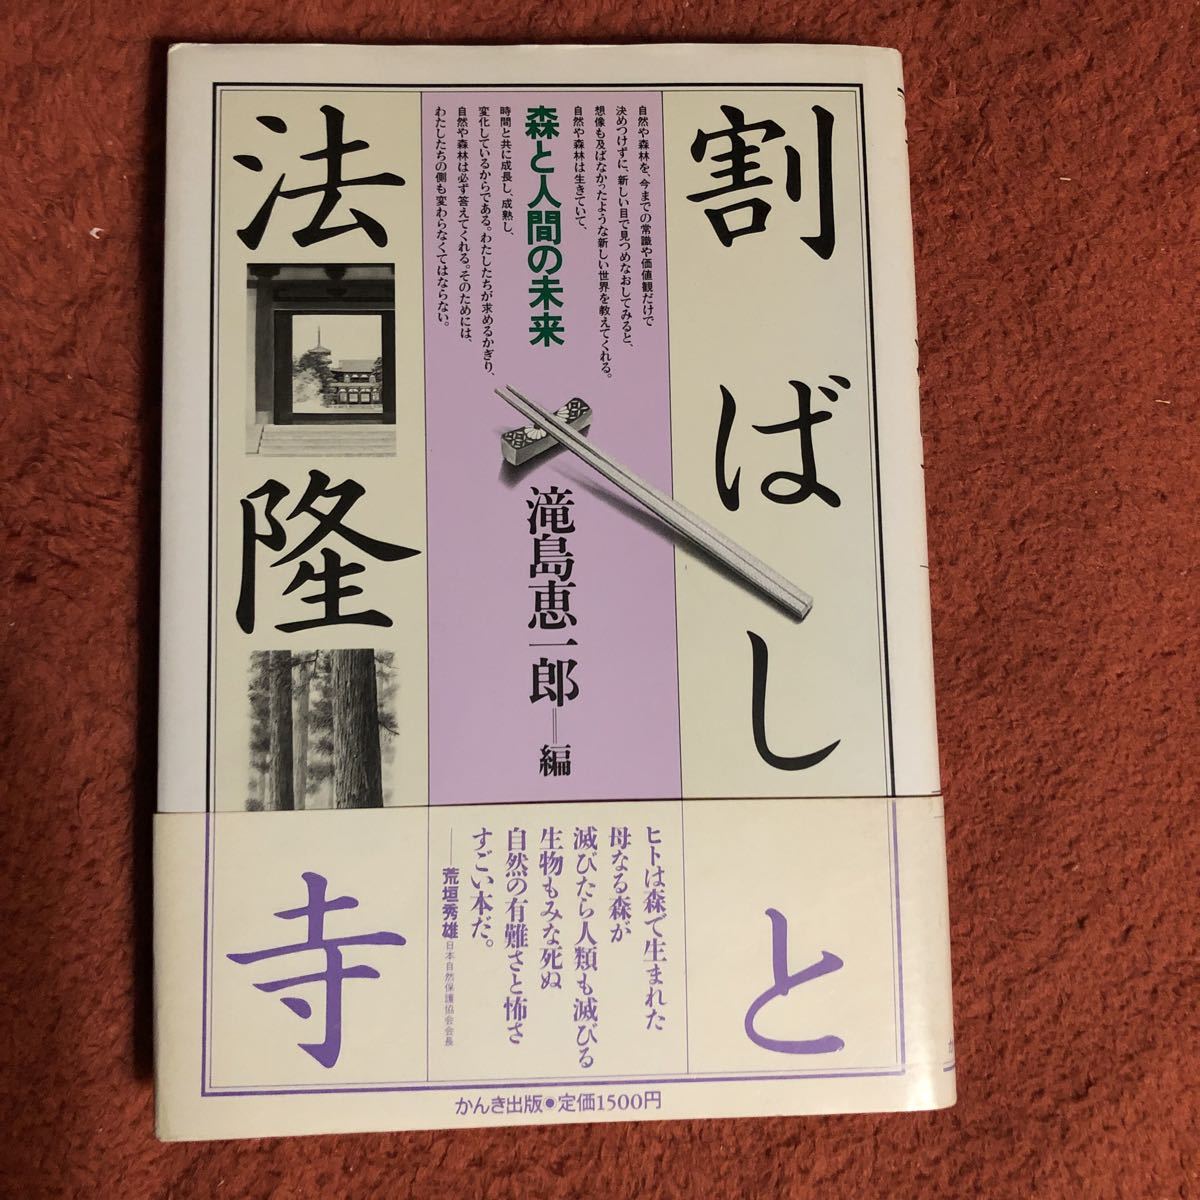 割ばしと
法隆寺
自然や森林を、今までの常識や価値観だけで
決めつけずに、新しい目で見つめなおしてみると、
想像も及ばなかったような新しい世界を教えてくれる。
自然や森林は生きていて、
森と人間の未来
時間と共に成長し、成熟し、
変化しているからである。わたしたちが求めるかぎり、
自然や森林は必ず答えてくれる。そのためには、
わたしたちの側も変わらなくてはならない。
滝島恵一郎＝編
ヒトは森で生まれた
母なる森が
滅びたら人類も滅びる
生物もみな死ぬ
自然の有難さと怖さ
すごい本だ。
──荒垣秀雄 日本自然保護協会会長
かんき出版●定価1500円